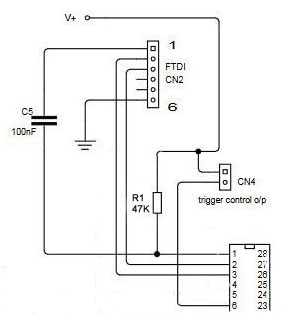 V+
1
FTDI
CN2
6
C5
100nF
R1
47K
CN4
trigger control o/p
1 28
2 27
3 26
4 25
5 24
6 23